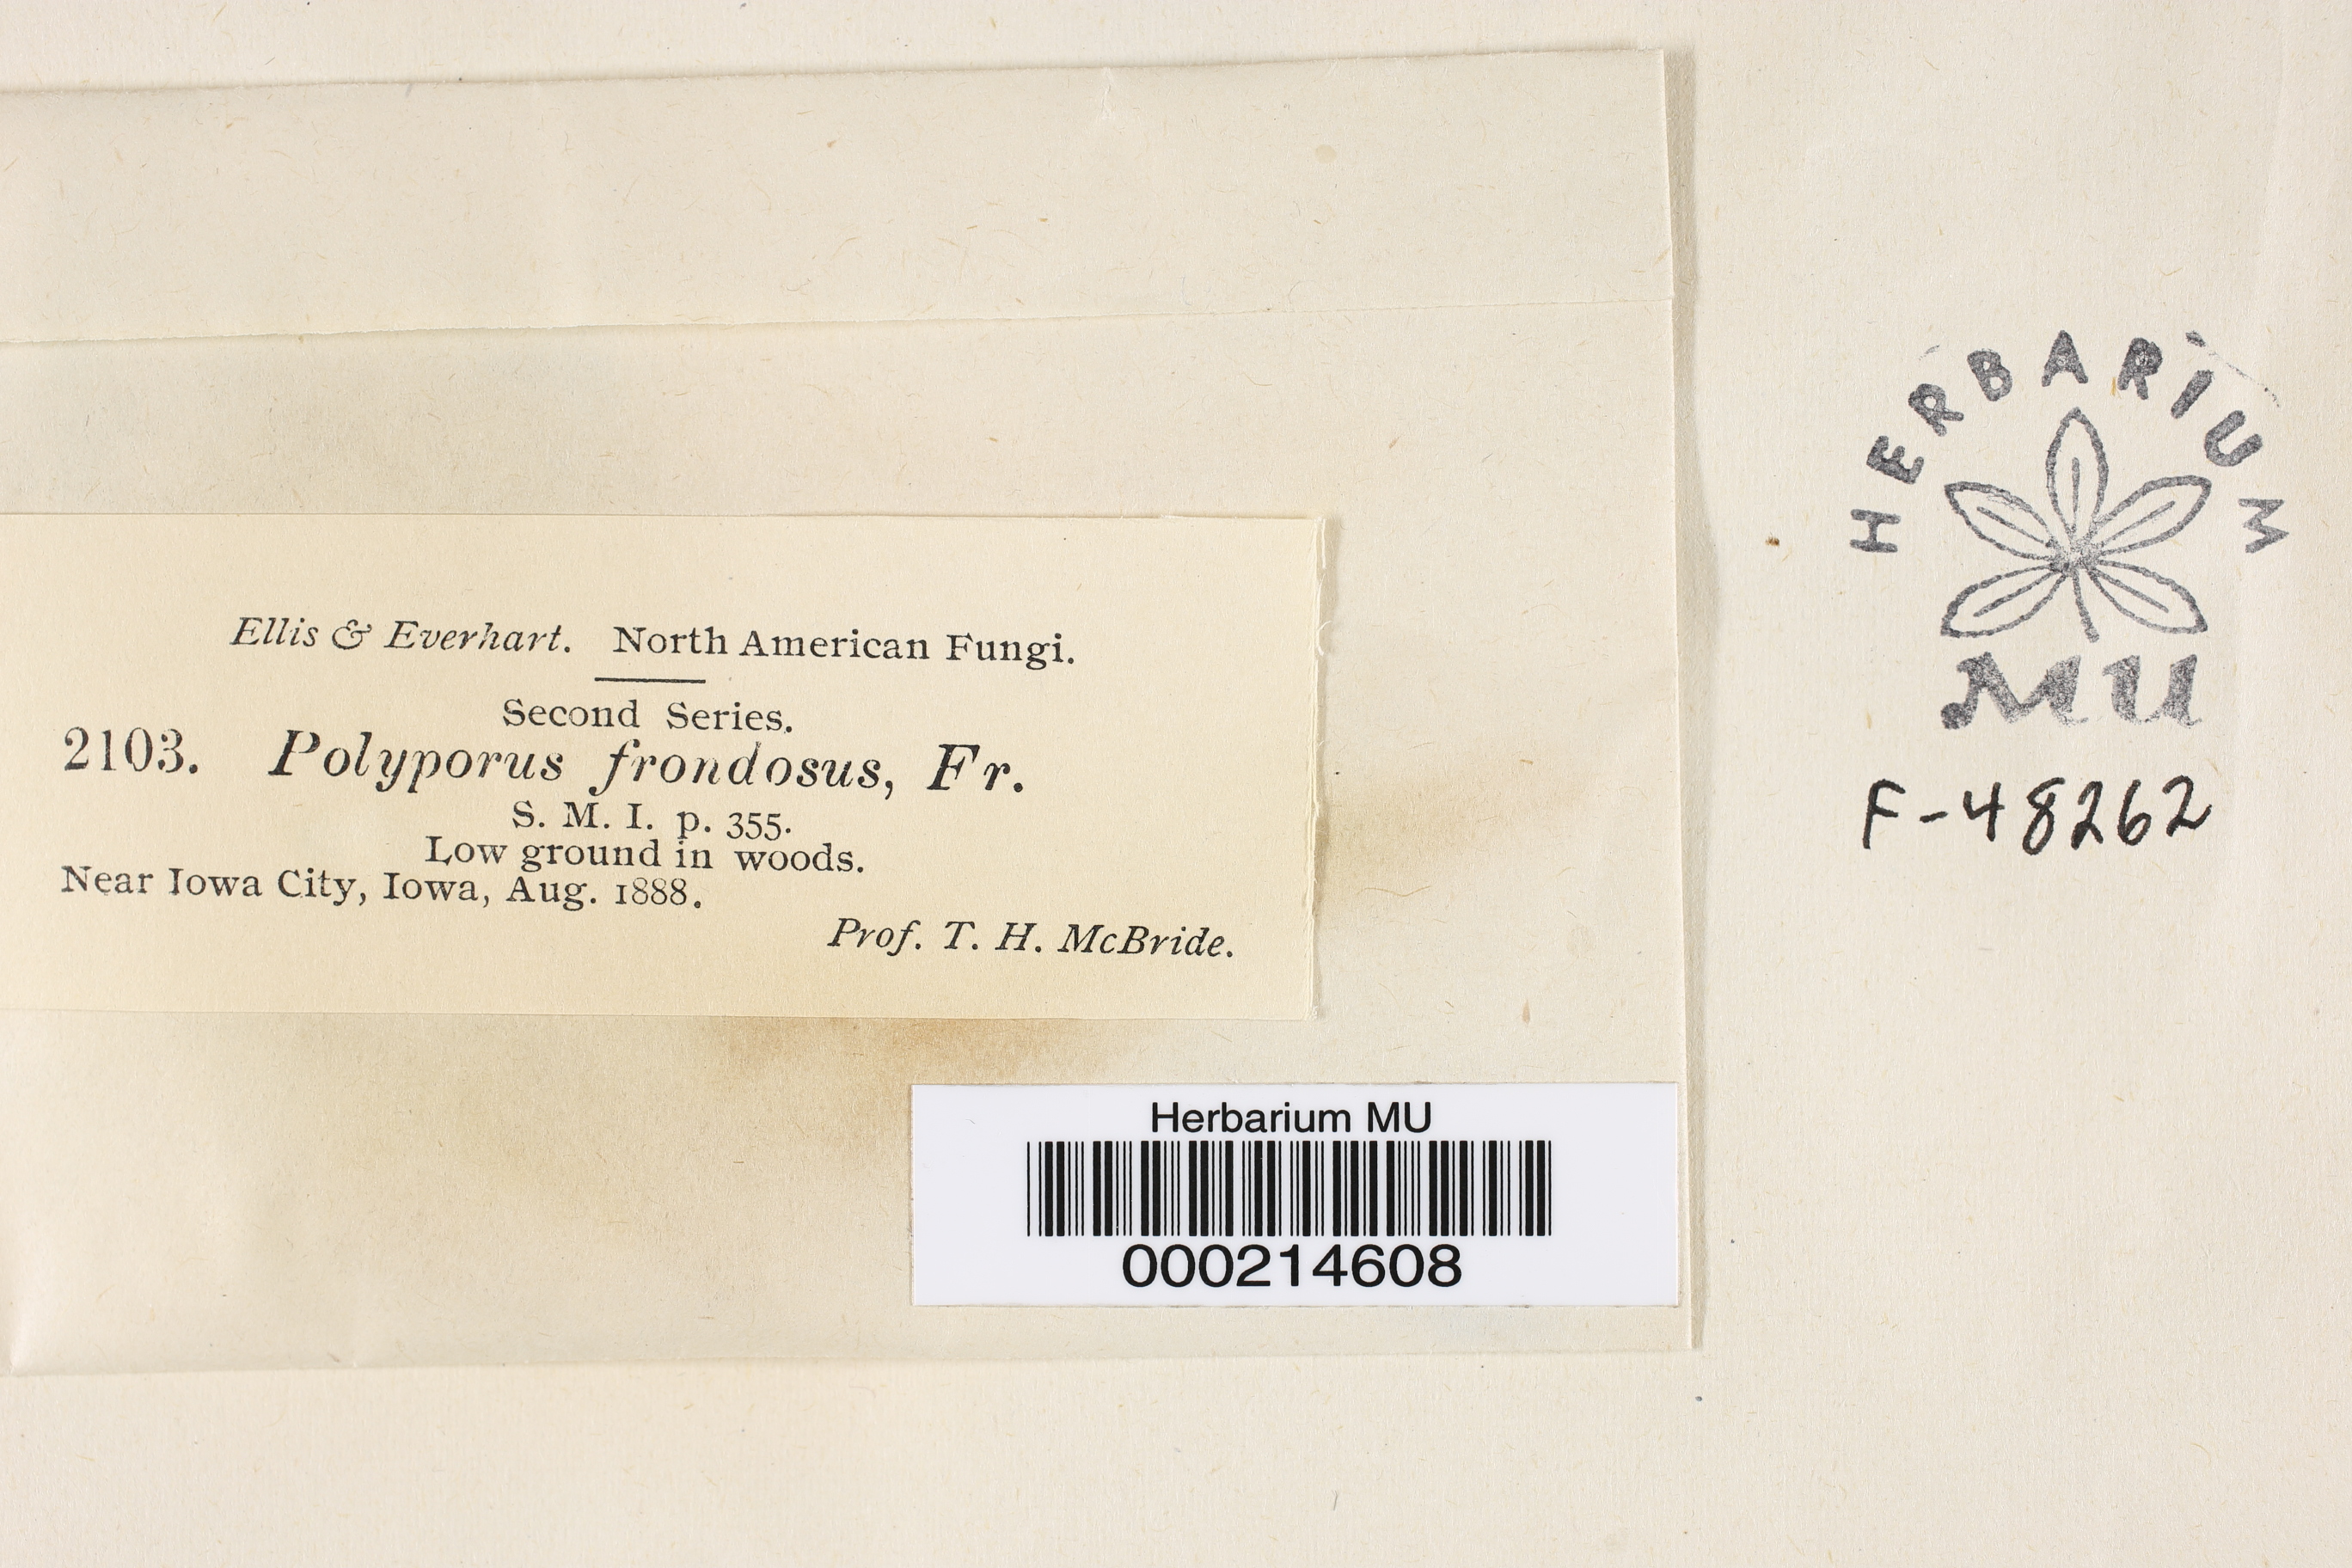 Ellis & Everhart. North American Fungi.
Second Series.
2103. Polyporus frondosus, Fr.
S. M. I. p. 355.
Low ground in woods.
Near Iowa City, Iowa, Aug. 1888.
Prof. T. H. McBride.
HERBARIUM
MU
F-48262
Herbarium MU
000214608